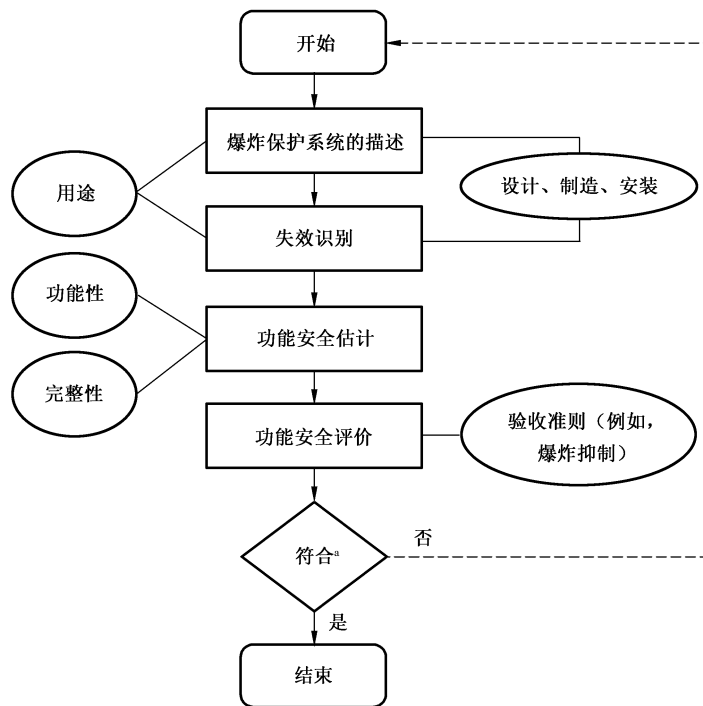 开始
爆炸保护系统的描述
用途
设计、制造、安装
失效识别
功能性
功能安全估计
完整性
功能安全评价
验收准则（例如，
爆炸抑制）
符合ᵃ
否
是
结束